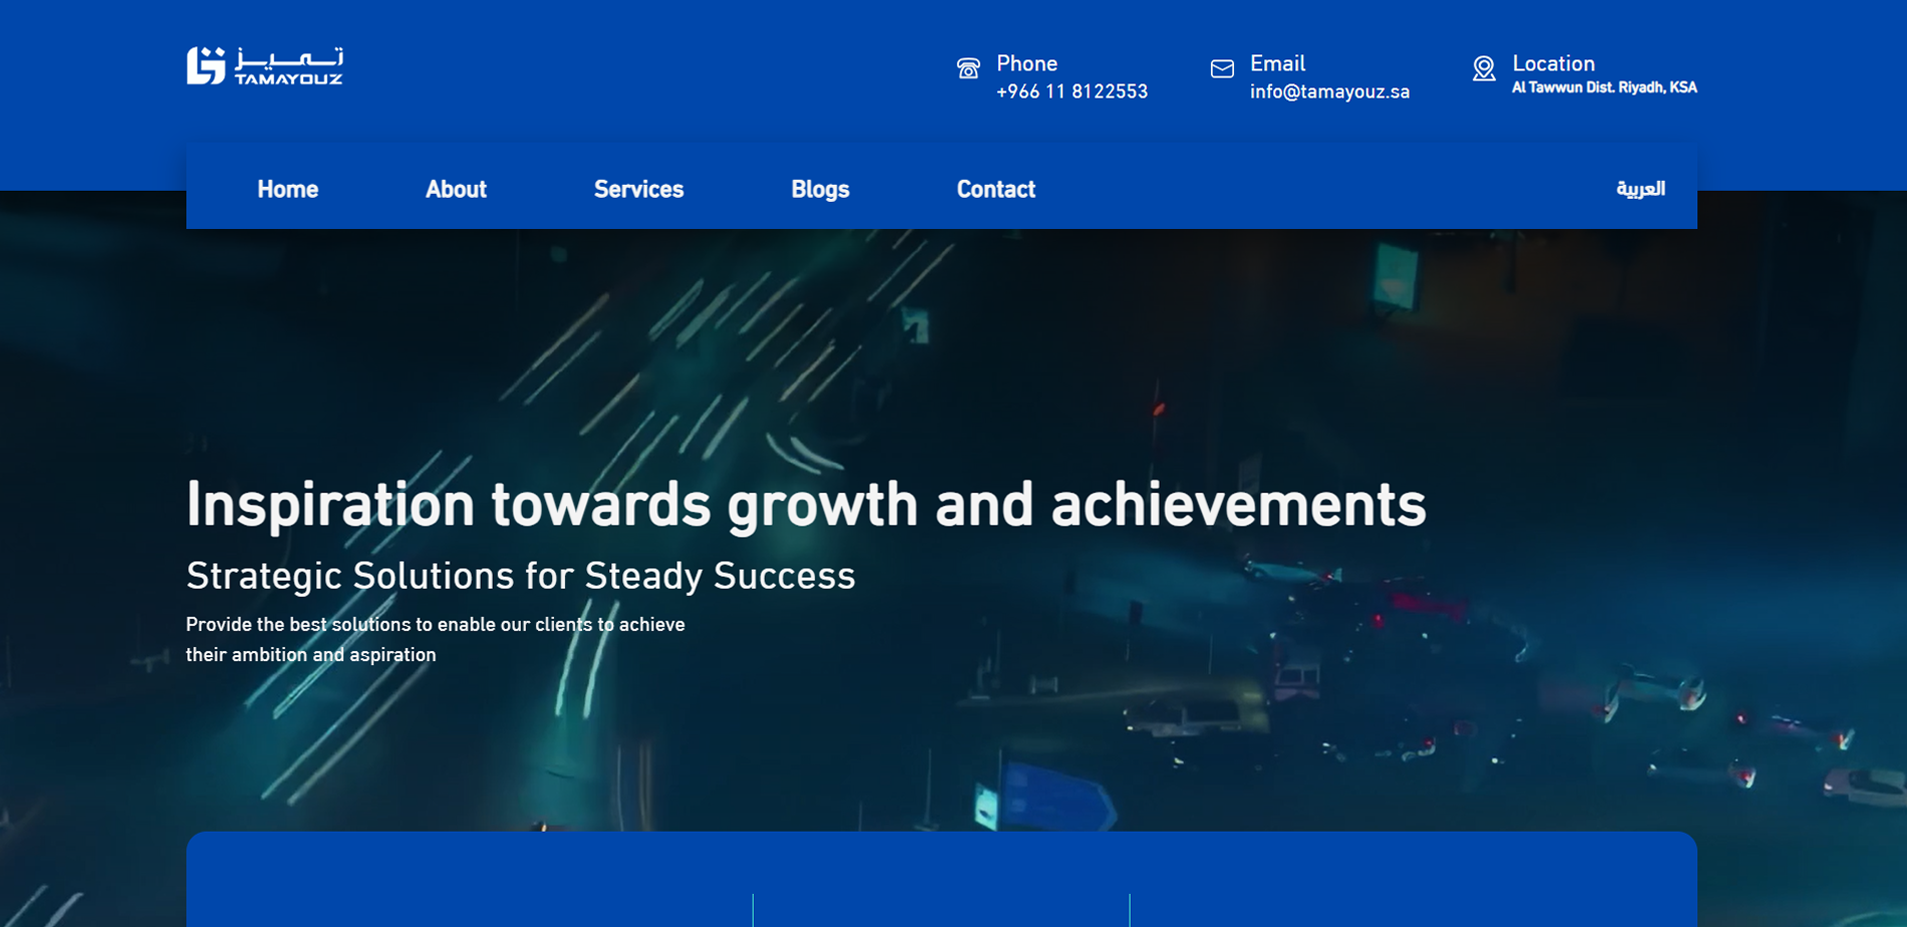 تميز
TAMAYOUZ
Phone
+966 11 8122553
Email
info@tamayouz.sa
Location
Al Tawwun Dist. Riyadh, KSA
Home
About
Services
Blogs
Contact
العربية
Inspiration towards growth and achievements
Strategic Solutions for Steady Success
Provide the best solutions to enable our clients to achieve
their ambition and aspiration